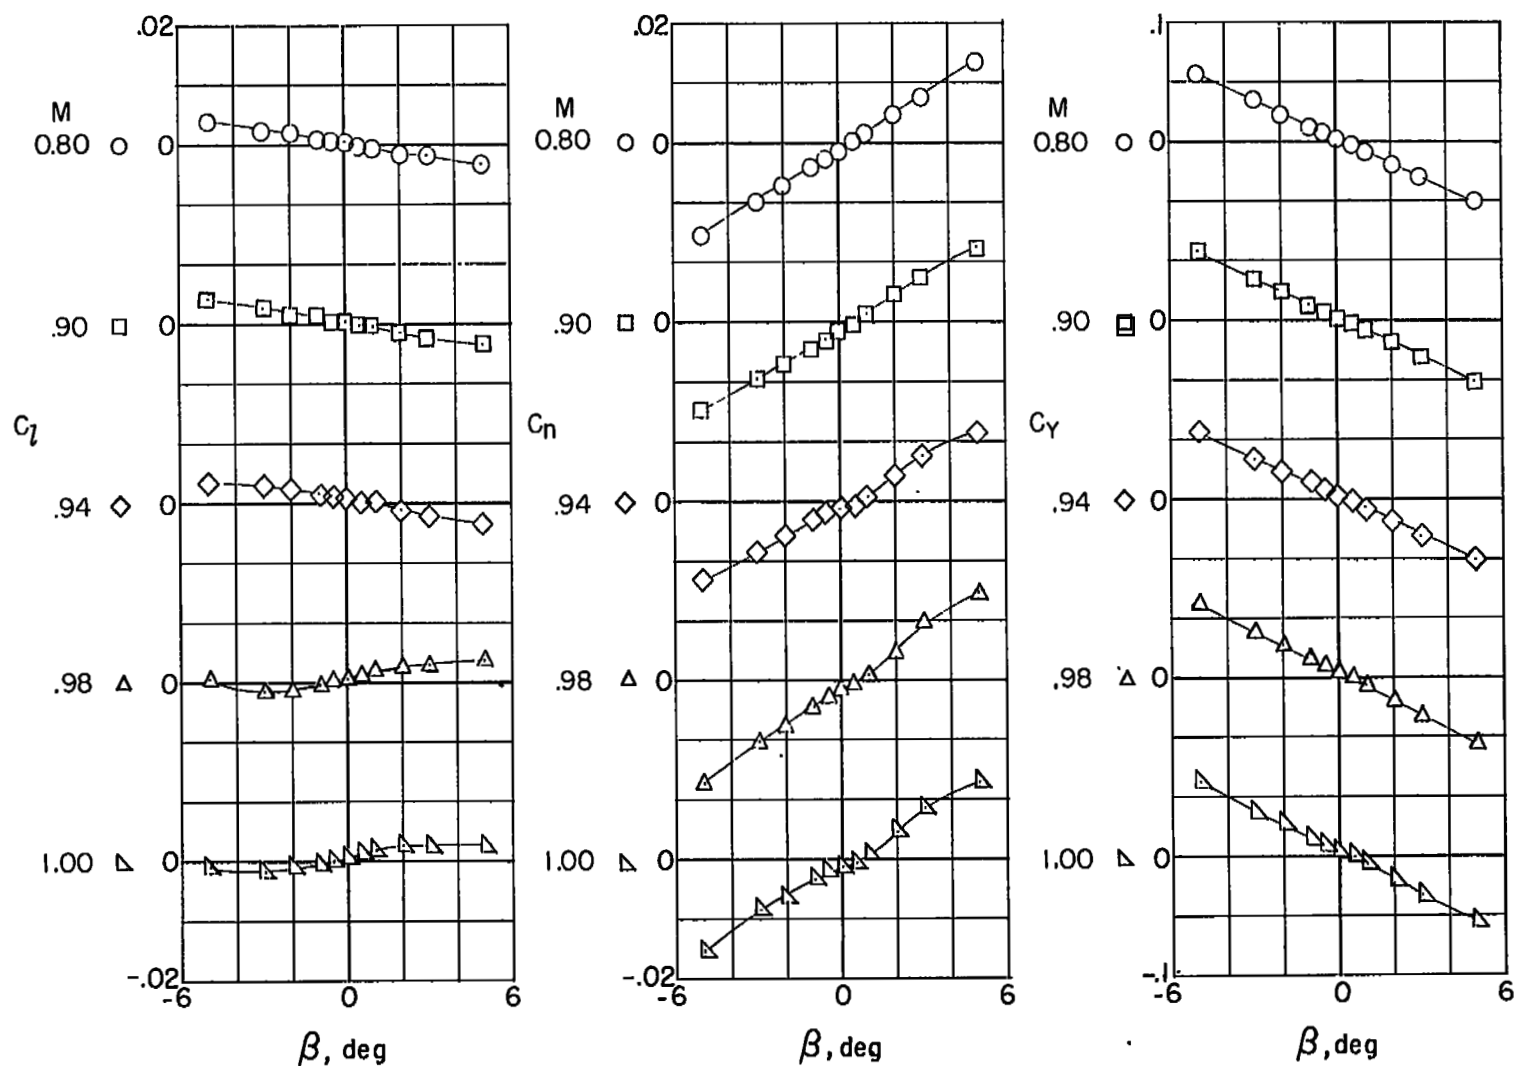 .02 .02 .1
M M M
0.80 0 0.80 0 0.80 0
.90 0 .90 0 .90 0
Cl Cn CY
.94 0 .94 0 .94 0
.98 0 .98 0 .98 0
1.00 0 1.00 0 1.00 0
-.02 -.02 -.1
-6 0 6 -6 0 6 -6 0 6
β, deg β, deg β, deg